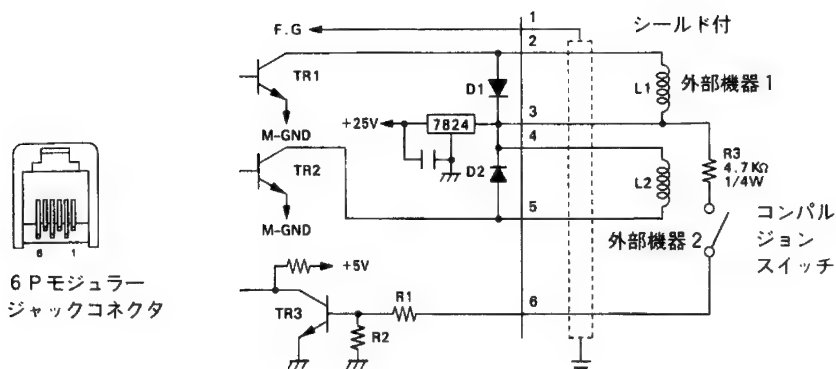 F.G
1
シールド付
2
TR1
D1
L1
外部機器 1
M-GND
+25V
7824
3
4
R3
4.7KΩ
1/4W
TR2
D2
L2
M-GND
5
外部機器 2
コンパル
ジョン
スイッチ
+5V
6 1
6 Pモジュラー
ジャックコネクタ
TR3
R1
R2
6